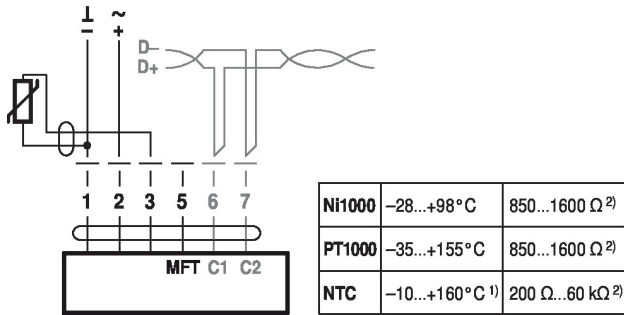 ⊥ ~
− +
D−
D+
1 2 3 5 6 7
MFT C1 C2
Ni1000 −28...+98°C 850...1600 Ω 2)
PT1000 −35...+155°C 850...1600 Ω 2)
NTC −10...+160°C 1) 200 Ω...60 kΩ 2)